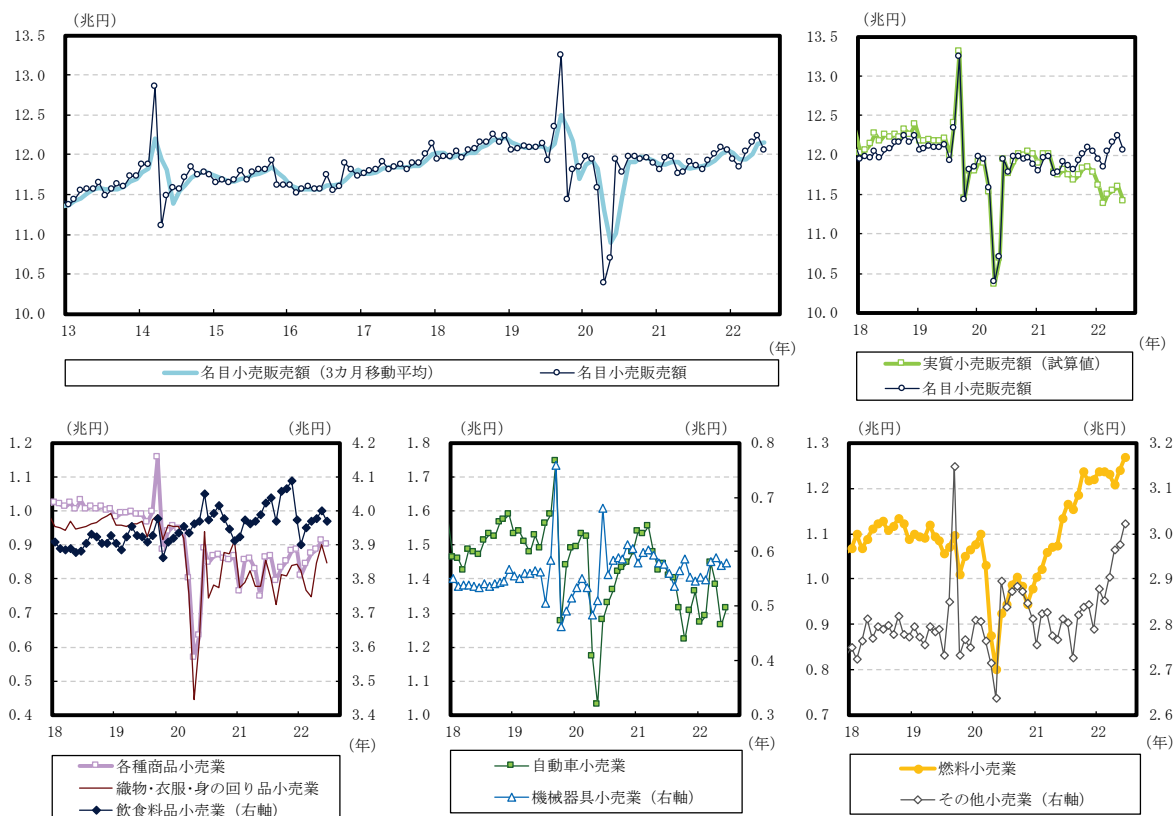 （兆円）
13.5
13.0
12.5
12.0
11.5
11.0
10.5
10.0
13 14 15 16 17 18 19 20 21 22
（年）
名目小売販売額（3カ月移動平均） 名目小売販売額
（兆円）
13.5
13.0
12.5
12.0
11.5
11.0
10.5
10.0
18 19 20 21 22
（年）
実質小売販売額（試算値）
名目小売販売額
（兆円） （兆円）
1.2 4.2
1.1 4.1
1.0 4.0
0.9 3.9
0.8 3.8
0.7 3.7
0.6 3.6
0.5 3.5
0.4 3.4
18 19 20 21 22
（年）
各種商品小売業
織物･衣服･身の回り品小売業
飲食料品小売業（右軸）
（兆円） （兆円）
1.8 0.8
1.7 0.7
1.6 0.6
1.5 0.5
1.4 0.4
1.3 0.3
1.2
1.1
1.0
18 19 20 21 22
（年）
自動車小売業
機械器具小売業（右軸）
（兆円） （兆円）
1.3 3.2
1.2 3.1
1.1 3.0
1.0 2.9
0.9 2.8
0.8 2.7
0.7 2.6
18 19 20 21 22
（年）
燃料小売業
その他小売業（右軸）